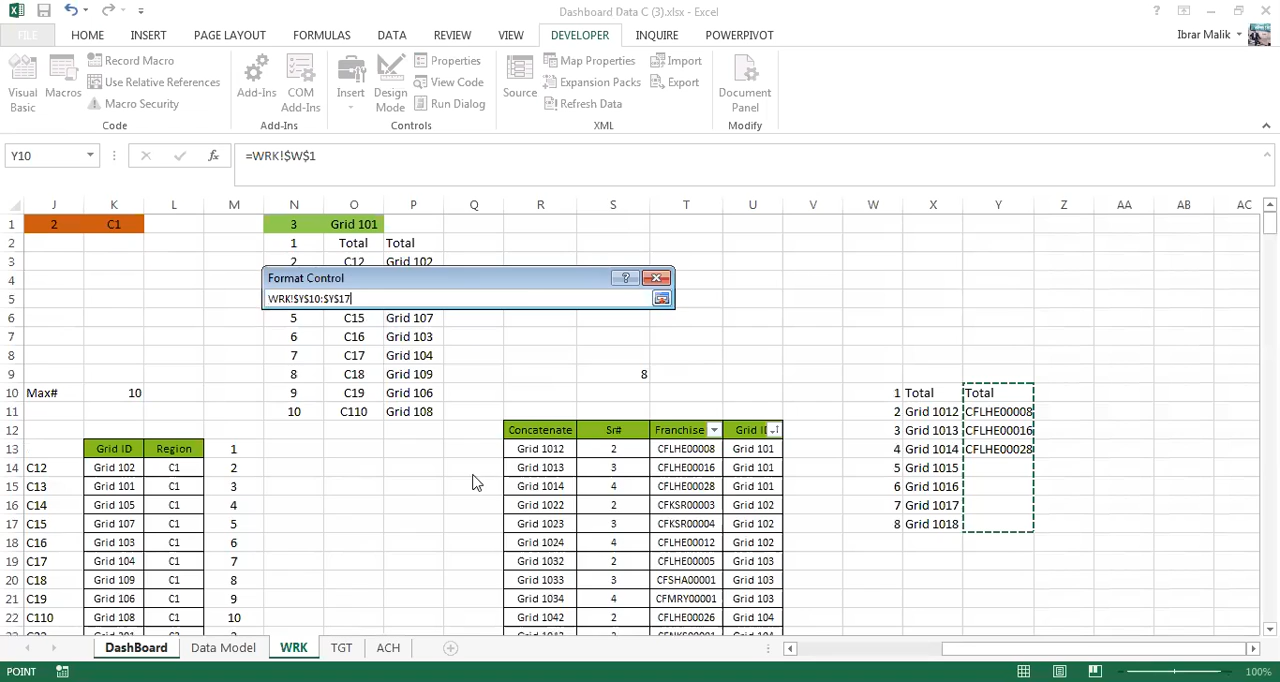 Dashboard Data C (3).xlsx - Excel
FILE HOME INSERT PAGE LAYOUT FORMULAS DATA REVIEW VIEW DEVELOPER INQUIRE POWERPIVOT Ibrar Malik
Visual Basic
Macros
Record Macro
Use Relative References
Macro Security
Code
Add-Ins
COM Add-Ins
Add-Ins
Insert
Design Mode
Properties
View Code
Run Dialog
Controls
Source
Map Properties
Expansion Packs
Refresh Data
Import
Export
XML
Document Panel
Modify
Y10 fx =WRK!$W$1
J K L M N O P Q R S T U V W X Y Z AA AB AC
1 2 C1 3 Grid 101
2 1 Total Total
3 2 C12 Grid 102
Format Control
4
WRK!$Y$10:$Y$17
5
6 5 C15 Grid 107
7 6 C16 Grid 103
8 7 C17 Grid 104
9 8 C18 Grid 109 8
10 Max# 10 9 C19 Grid 106 1 Total Total
11 10 C110 Grid 108 2 Grid 1012 CFLHE00008
12 Concatenate Sr# Franchise Grid I 3 Grid 1013 CFLHE00016
13 Grid ID Region 1 Grid 1012 2 CFLHE00008 Grid 101 4 Grid 1014 CFLHE00028
14 C12 Grid 102 C1 2 Grid 1013 3 CFLHE00016 Grid 101 5 Grid 1015
15 C13 Grid 101 C1 3 Grid 1014 4 CFLHE00028 Grid 101 6 Grid 1016
16 C14 Grid 105 C1 4 Grid 1022 2 CFKSR00003 Grid 102 7 Grid 1017
17 C15 Grid 107 C1 5 Grid 1023 3 CFKSR00004 Grid 102 8 Grid 1018
18 C16 Grid 103 C1 6 Grid 1024 4 CFLHE00012 Grid 102
19 C17 Grid 104 C1 7 Grid 1032 2 CFLHE00005 Grid 103
20 C18 Grid 109 C1 8 Grid 1033 3 CFSHA00001 Grid 103
21 C19 Grid 106 C1 9 Grid 1034 4 CFMRY00001 Grid 103
22 C110 Grid 108 C1 10 Grid 1042 2 CFLHE00026 Grid 104
DashBoard Data Model WRK TGT ACH
POINT 100%